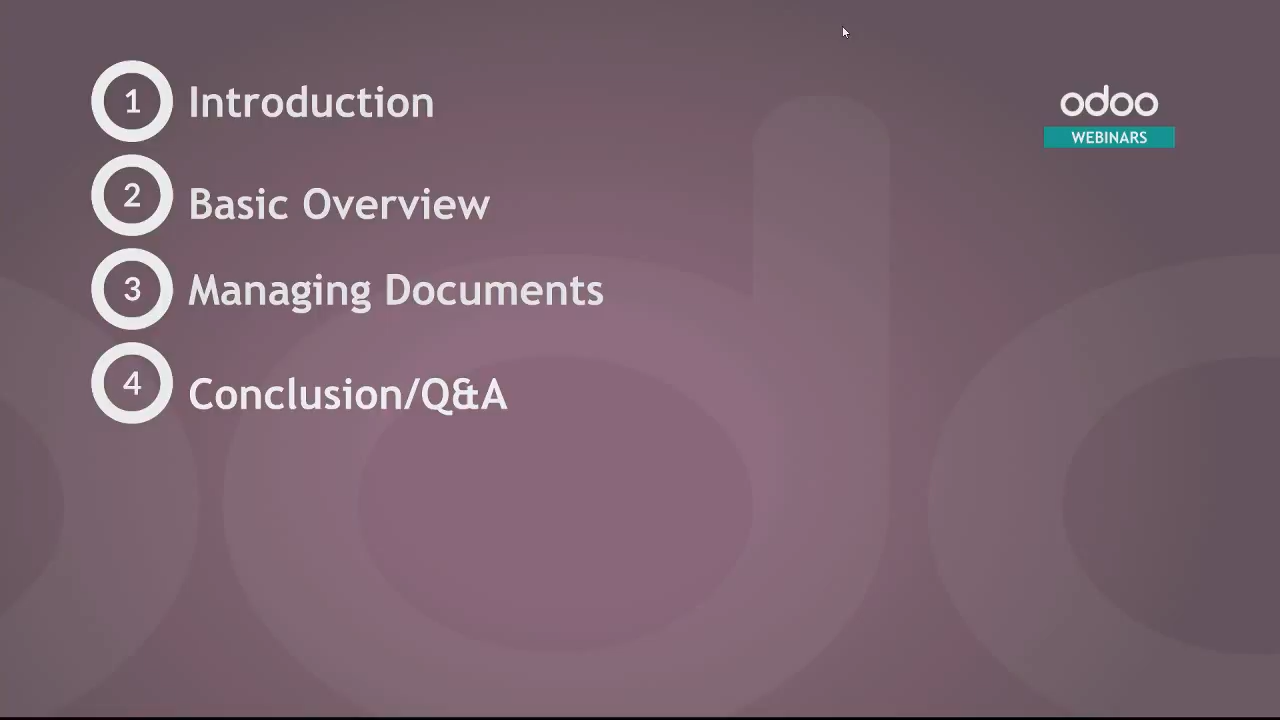 1 Introduction
2 Basic Overview
3 Managing Documents
4 Conclusion/Q&A
odoo
WEBINARS